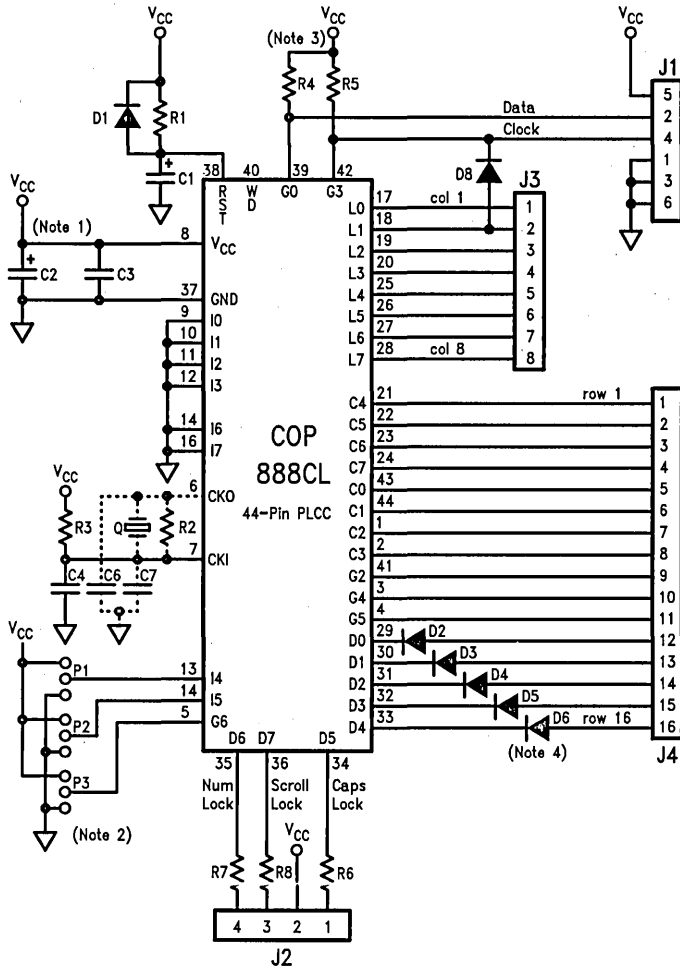 VCC
VCC
VCC
(Note 3)
J1
R4
R5
D1
R1
5
Data
2
Clock
4
38
40
39
42
C1
D8
1
RST
WD
G0
G3
3
6
VCC
(Note 1)
J3
L0 17 col 1 1
L1 18 2
8 VCC
L2 19 3
C2
C3
L3 20 4
37 GND
L4 25 5
9 I0
L5 26 6
10 I1
L6 27 7
11 I2
L7 28 col 8 8
12 I3
14 I6
16 I7
C4 21 row 1 1
C5 22 2
COP
888CL
44-Pin PLCC
C6 23 3
C7 24 4
VCC
6 CKO
C0 43 5
C1 44 6
R3
Q
R2
C2 1 7
7 CKI
C3 2 8
C4
C6
C7
G2 41 9
G4 3 10
G5 4 11
VCC
D0 29 D2 12
P1
13 I4
D1 30 D3 13
14 I5
D2 31 D4 14
P2
5 G6
D3 32 D5 15
D4 33 D6 row 16 16
(Note 4)
J4
P3
D6
D7
D5
35
36
34
Num Lock
Scroll Lock
Caps Lock
(Note 2)
VCC
R7
R8
R6
4
3
2
1
J2